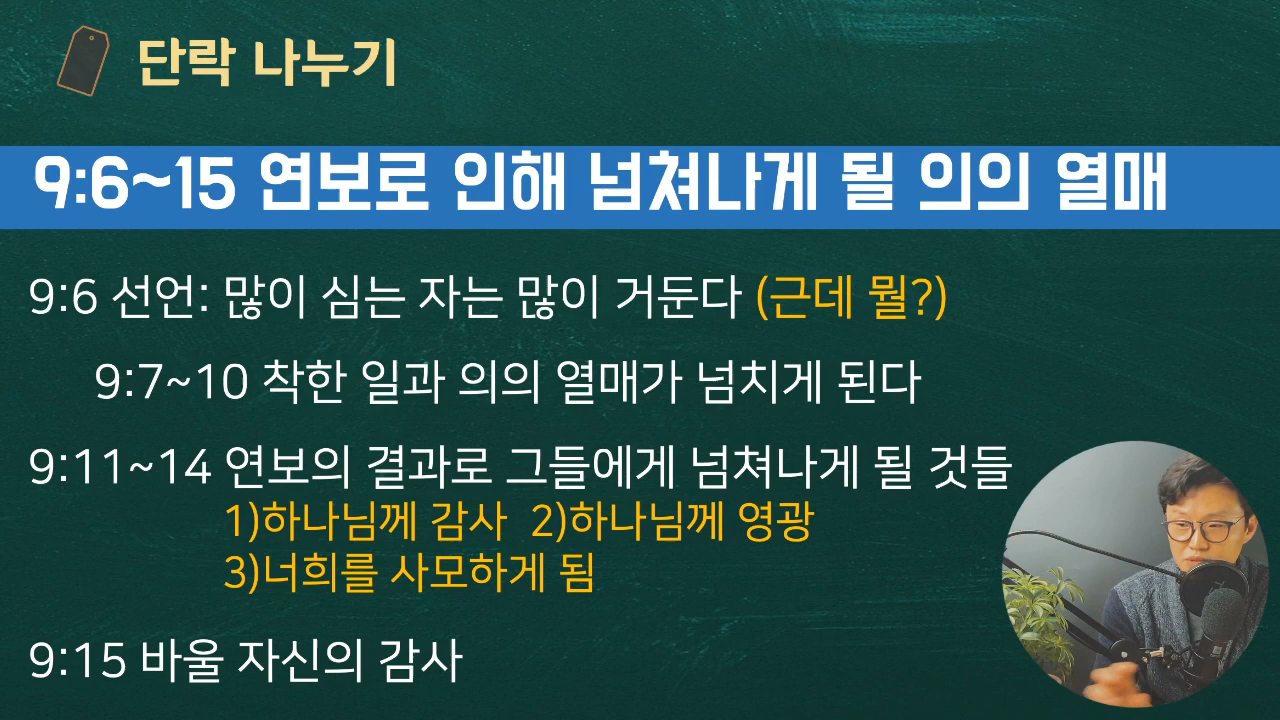 단락 나누기
9:6~15 연보로 인해 넘쳐나게 될 의의 열매
9:6 선언: 많이 심는 자는 많이 거둔다 (근데 뭘?)
9:7~10 착한 일과 의의 열매가 넘치게 된다
9:11~14 연보의 결과로 그들에게 넘쳐나게 될 것들
1)하나님께 감사 2)하나님께 영광
3)너희를 사모하게 됨
9:15 바울 자신의 감사